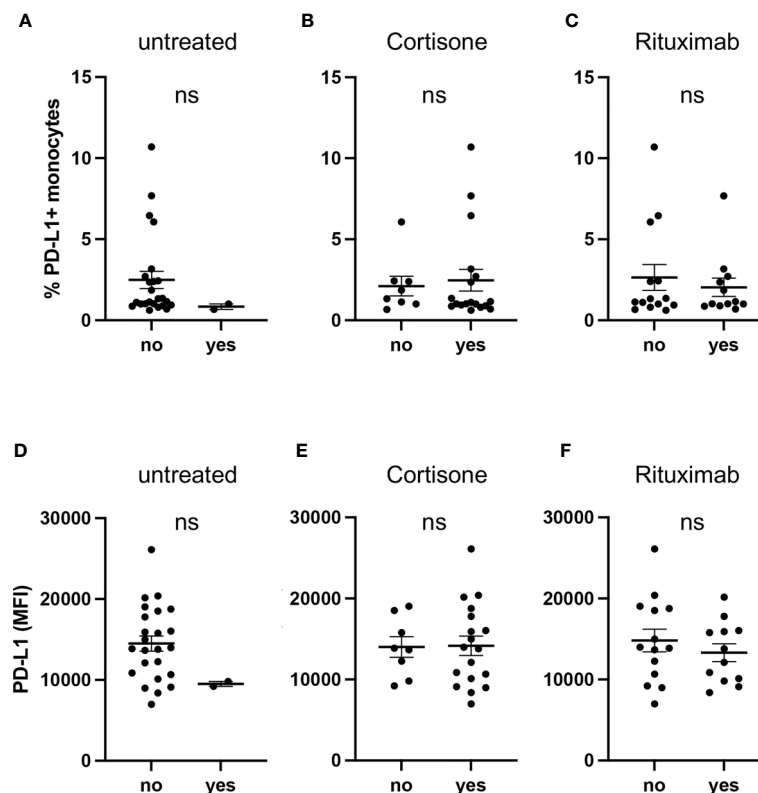 A B C
untreated Cortisone Rituximab
% PD-L1+ monocytes
15 15 15
ns ns ns
10 10 10
5 5 5
0 0 0
no yes no yes no yes
D E F
untreated Cortisone Rituximab
PD-L1 (MFI)
30000 30000 30000
ns ns ns
20000 20000 20000
10000 10000 10000
0 0 0
no yes no yes no yes